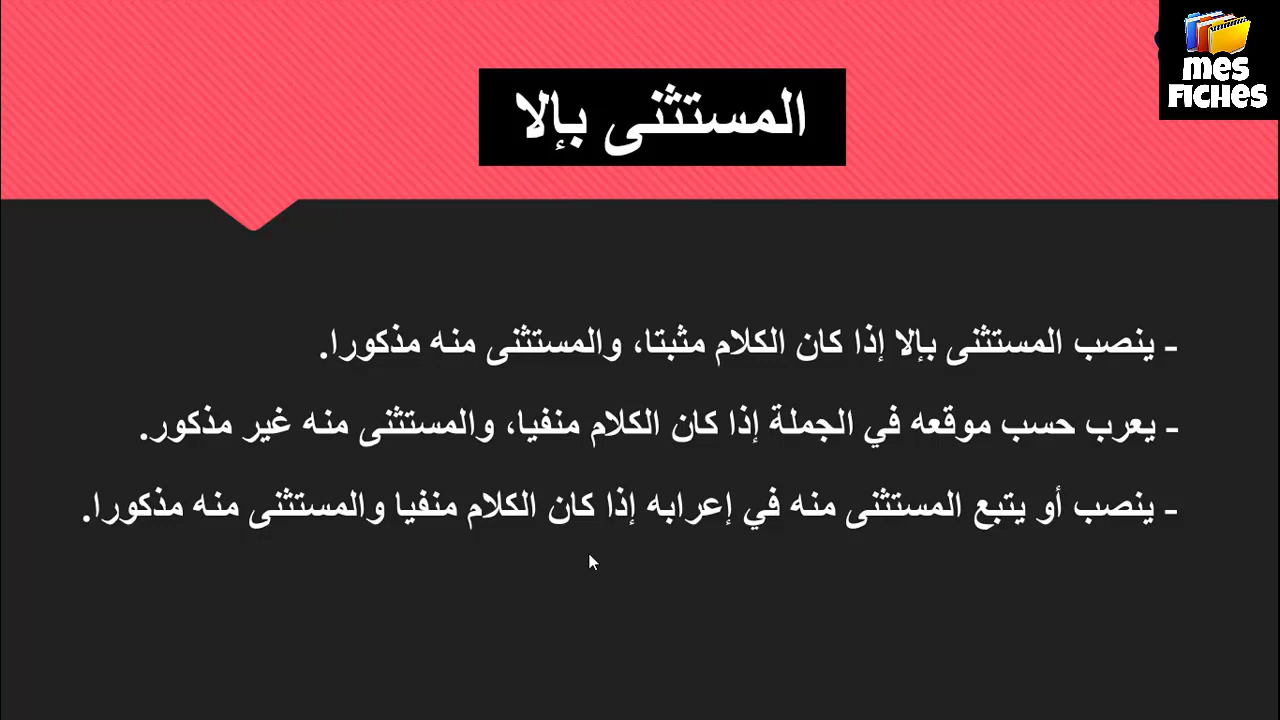 mes
FICHES
المستثنى بإلا
- ينصب المستثنى بإلا إذا كان الكلام مثبتا، والمستثنى منه مذكورا.
- يعرب حسب موقعه في الجملة إذا كان الكلام منفيا، والمستثنى منه غير مذكور.
- ينصب أو يتبع المستثنى منه في إعرابه إذا كان الكلام منفيا والمستثنى منه مذكورا.